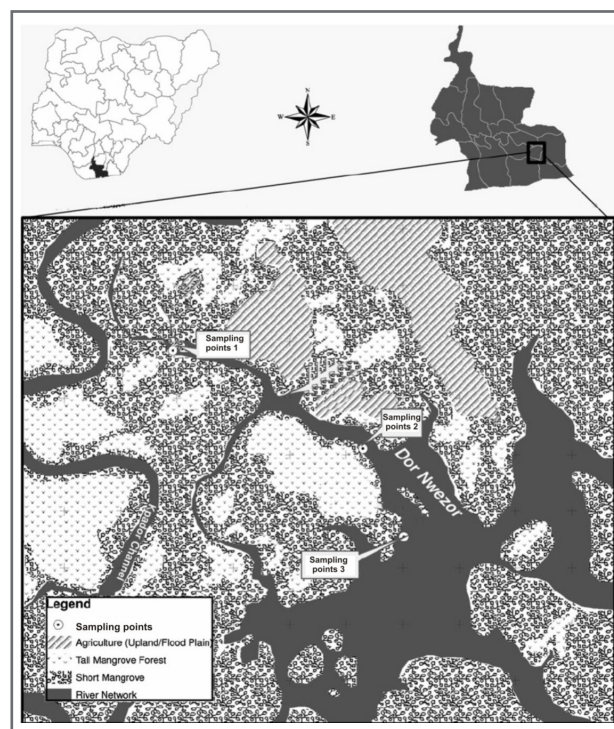 N
W
E
S
Sampling
points 1
Sampling
points 2
Dor Nwezor
Sampling
points 3
Legend
Sampling points
Agriculture (Upland/Flood Plain)
Tall Mangrove Forest
Short Mangrove
River Network